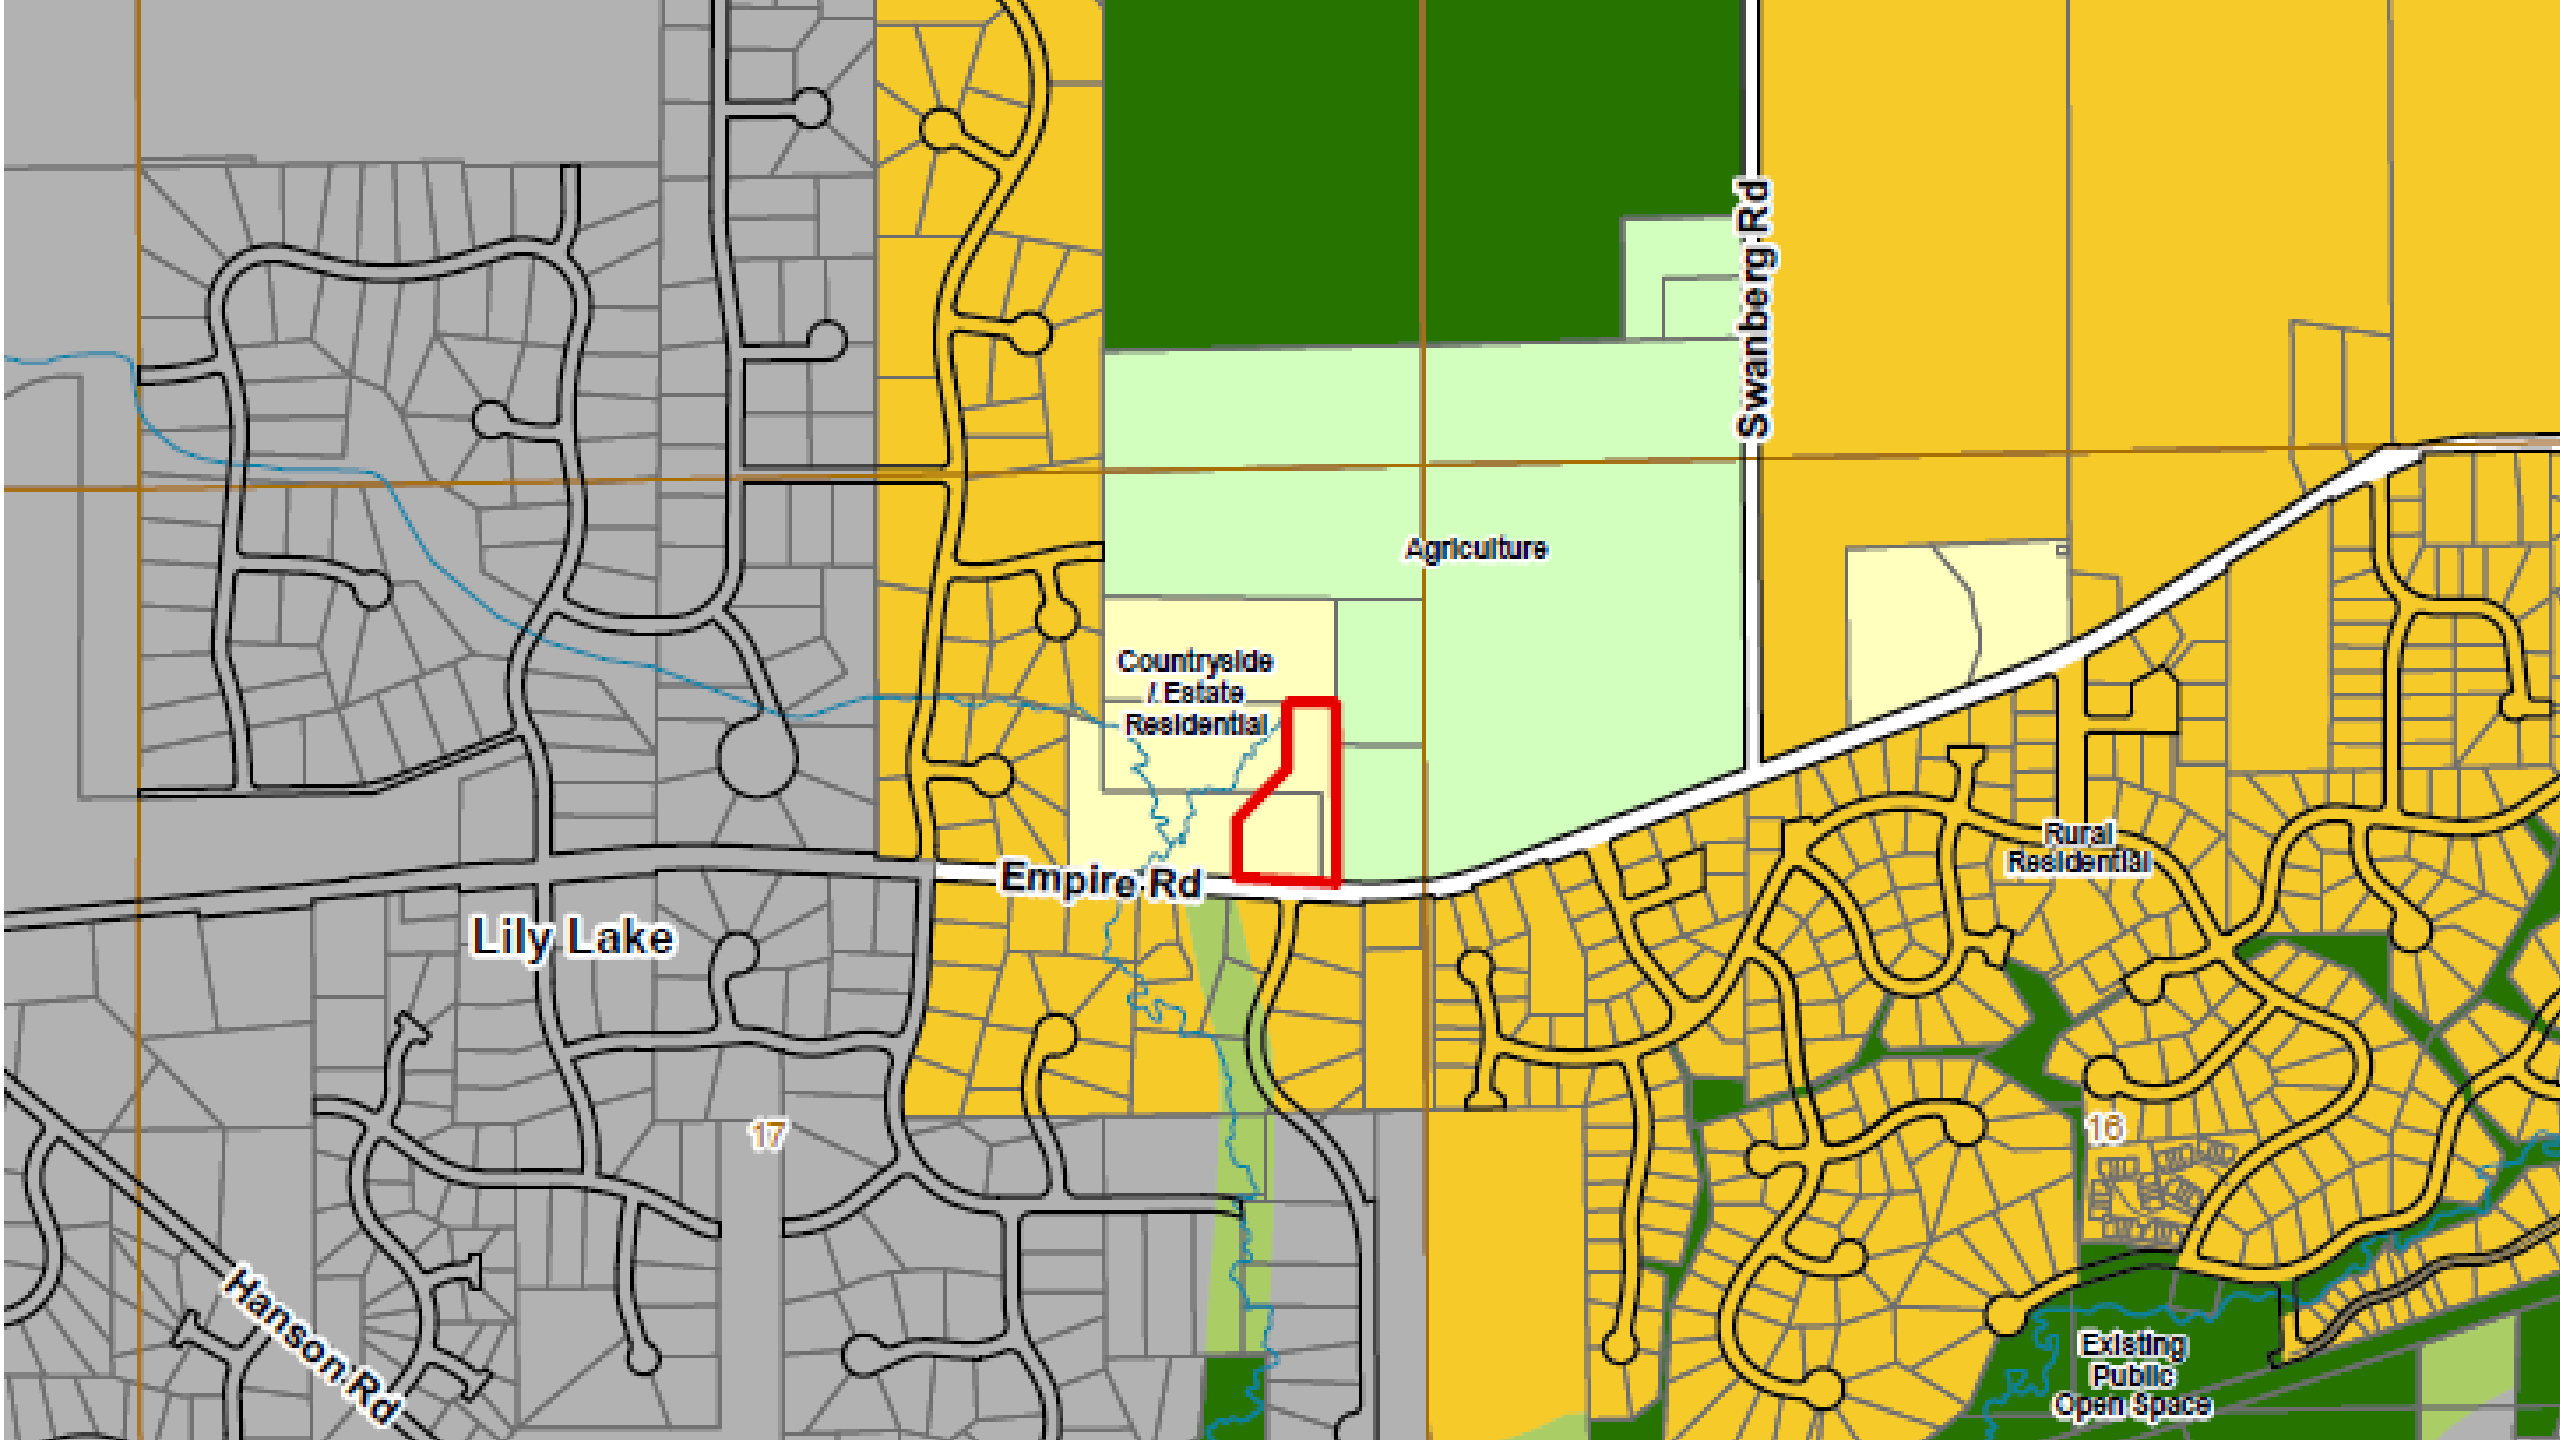 Swanberg Rd
Agriculture
Countryside
/ Estate
Residential
Rural
Residential
Empire Rd
Lily Lake
17
16
Hanson Rd
Existing
Public
Open Space